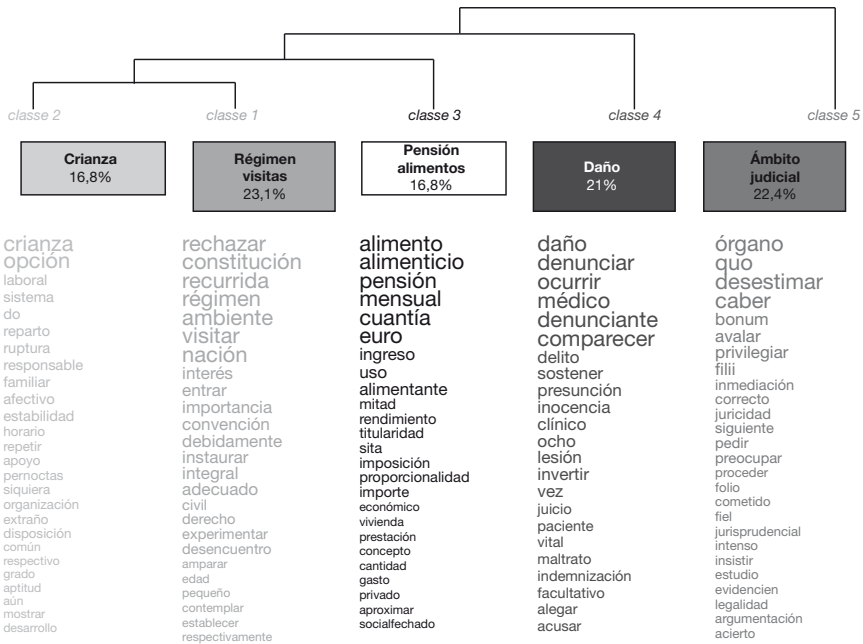 classe 2
classe 1
classe 3
classe 4
classe 5
Crianza
16,8%
Régimen
visitas
23,1%
Pensión
alimentos
16,8%
Daño
21%
Ámbito
judicial
22,4%
crianza
opción
laboral
sistema
do
reparto
ruptura
responsable
familiar
afectivo
estabilidad
horario
repetir
apoyo
pernoctas
siquiera
organización
extraño
disposición
común
respectivo
grado
aptitud
aún
mostrar
desarrollo
rechazar
constitución
recurrida
régimen
ambiente
visitar
nación
interés
entrar
importancia
convención
debidamente
instaurar
integral
adecuado
civil
derecho
experimentar
desencuentro
amparar
edad
pequeño
contemplar
establecer
respectivamente
alimento
alimenticio
pensión
mensual
cuantía
euro
ingreso
uso
alimentante
mitad
rendimiento
titularidad
sita
imposición
proporcionalidad
importe
económico
vivienda
prestación
concepto
cantidad
gasto
privado
aproximar
socialfechado
daño
denunciar
ocurrir
médico
denunciante
comparecer
delito
sostener
presunción
inocencia
clínico
ocho
lesión
invertir
vez
juicio
paciente
vital
maltrato
indemnización
facultativo
alegar
acusar
órgano
quo
desestimar
caber
bonum
avalar
privilegiar
filii
inmediación
correcto
juricidad
siguiente
pedir
preocupar
proceder
folio
cometido
fiel
jurisprudencial
intenso
insistir
estudio
evidencien
legalidad
argumentación
acierto